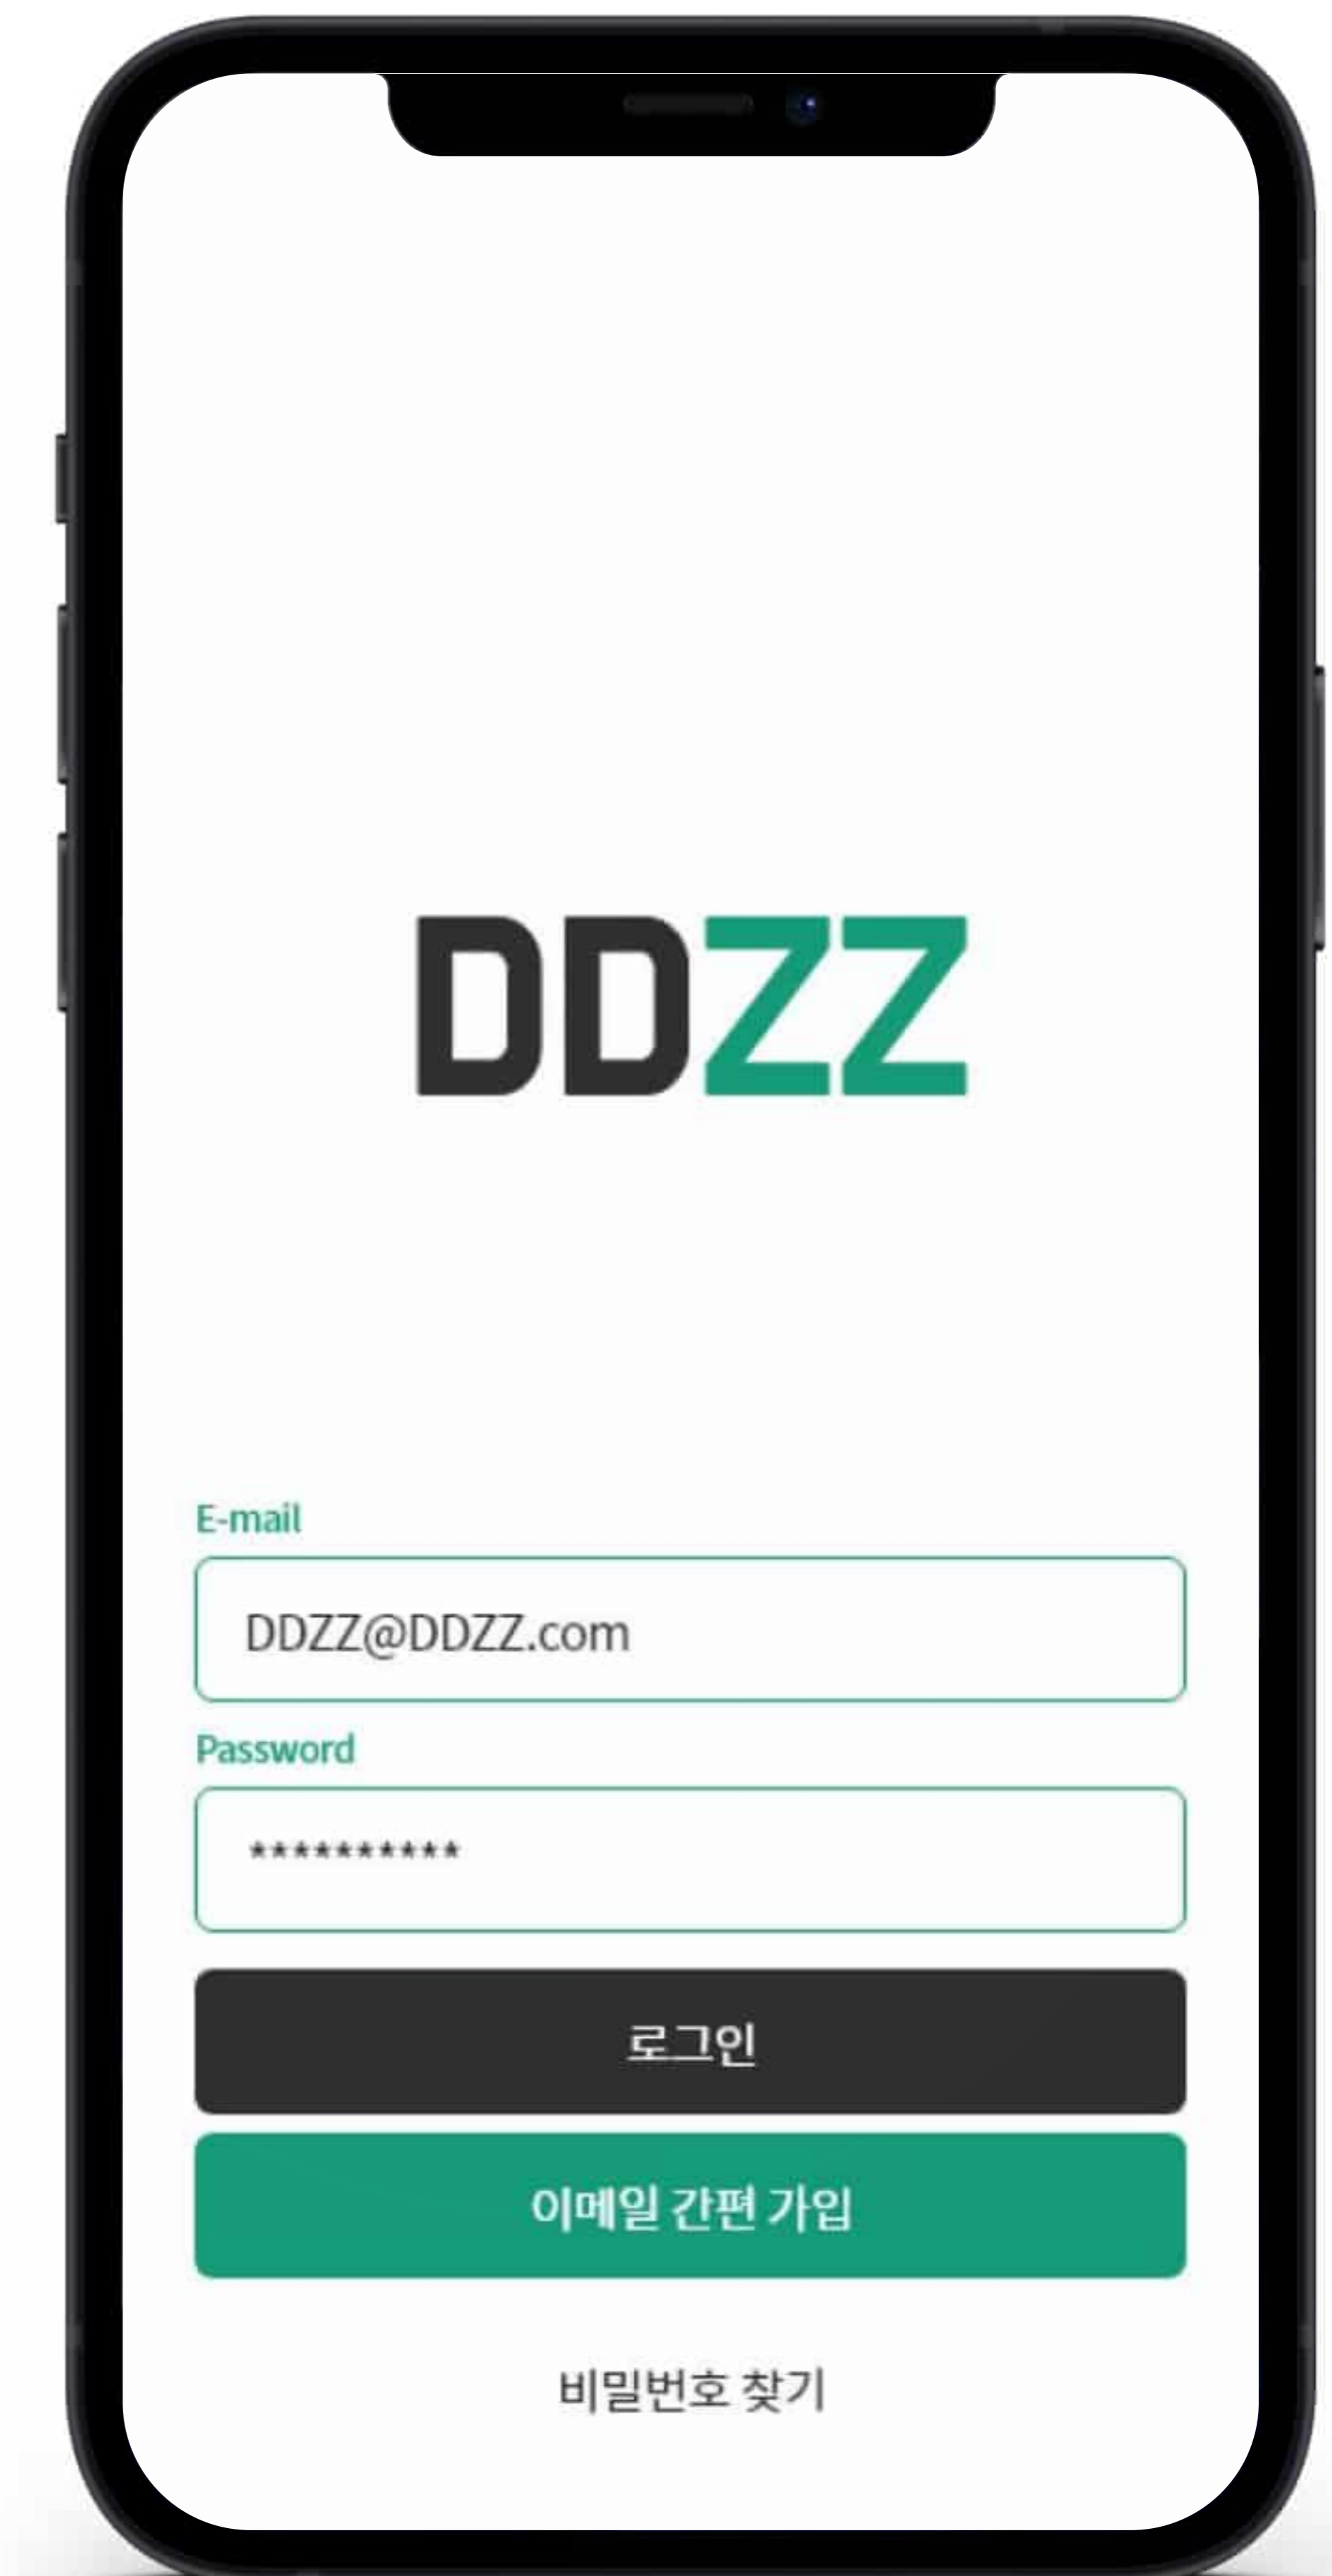 DDZZ
E-mail
DDZZ@DDZZ.com
Password
**********
로그인
이메일 간편 가입
비밀번호 찾기